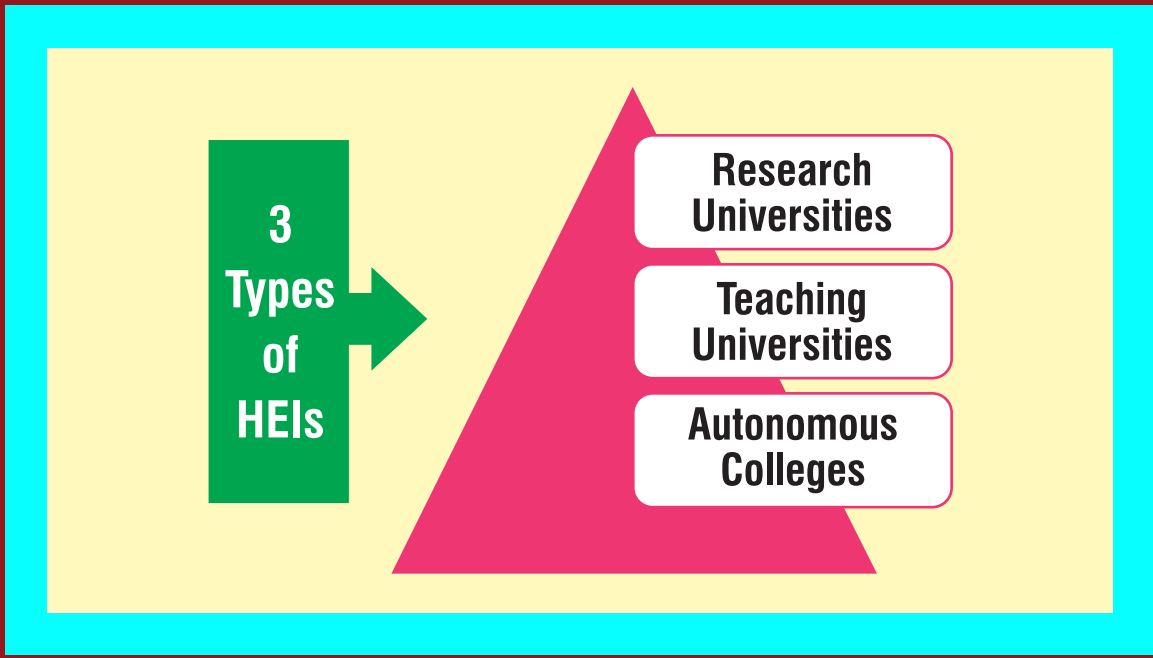 3
Types
of
HEIs
Research
Universities
Teaching
Universities
Autonomous
Colleges